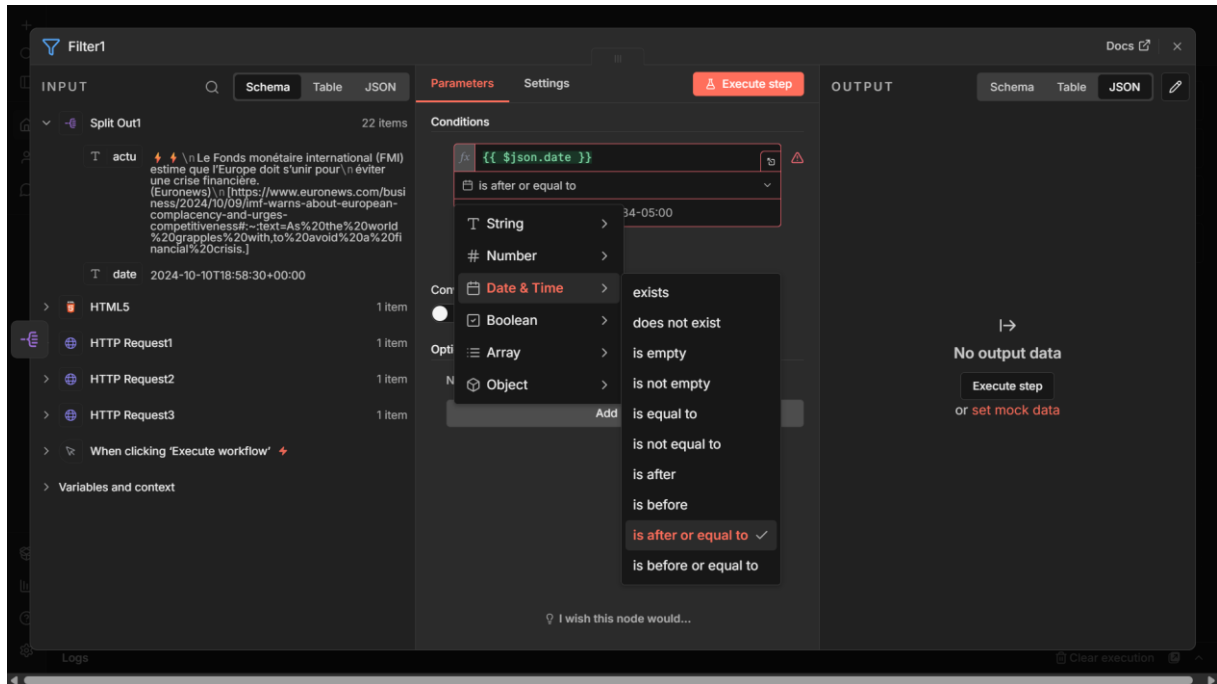 Filter1
Docs
INPUT
Schema
Table
JSON
Split Out1
22 items
T actu
\n Le Fonds monétaire international (FMI)
estime que l'Europe doit s'unir pour\n éviter
une crise financière.
(Euronews)\n [https://www.euronews.com/busi
ness/2024/10/09/imf-warns-about-european-
complacency-and-urges-
competitiveness#:~:text=As%20the%20world
%20grapples%20with,to%20avoid%20a%20fi
nancial%20crisis.]
T date
2024-10-10T18:58:30+00:00
HTML5
1 item
HTTP Request1
1 item
HTTP Request2
1 item
HTTP Request3
1 item
When clicking ‘Execute workflow’
Variables and context
Parameters
Settings
Execute step
Conditions
fx {{ $json.date }}
is after or equal to
34-05:00
T String
# Number
Date & Time
Boolean
Array
Object
Con
Opti
N
Add
exists
does not exist
is empty
is not empty
is equal to
is not equal to
is after
is before
is after or equal to
is before or equal to
I wish this node would...
OUTPUT
Schema
Table
JSON
No output data
Execute step
or set mock data
Logs
Clear execution